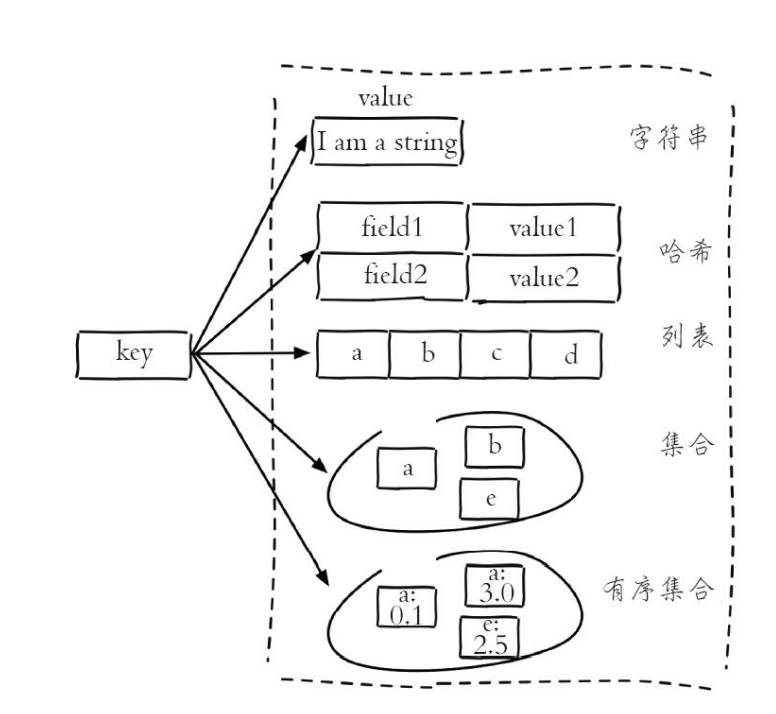 value
I am a string
字符串
field1 value1
哈希
field2 value2
列表
key
a b c d
集合
b
a
e
a:
3.0
有序集合
a:
0.1
e:
2.5